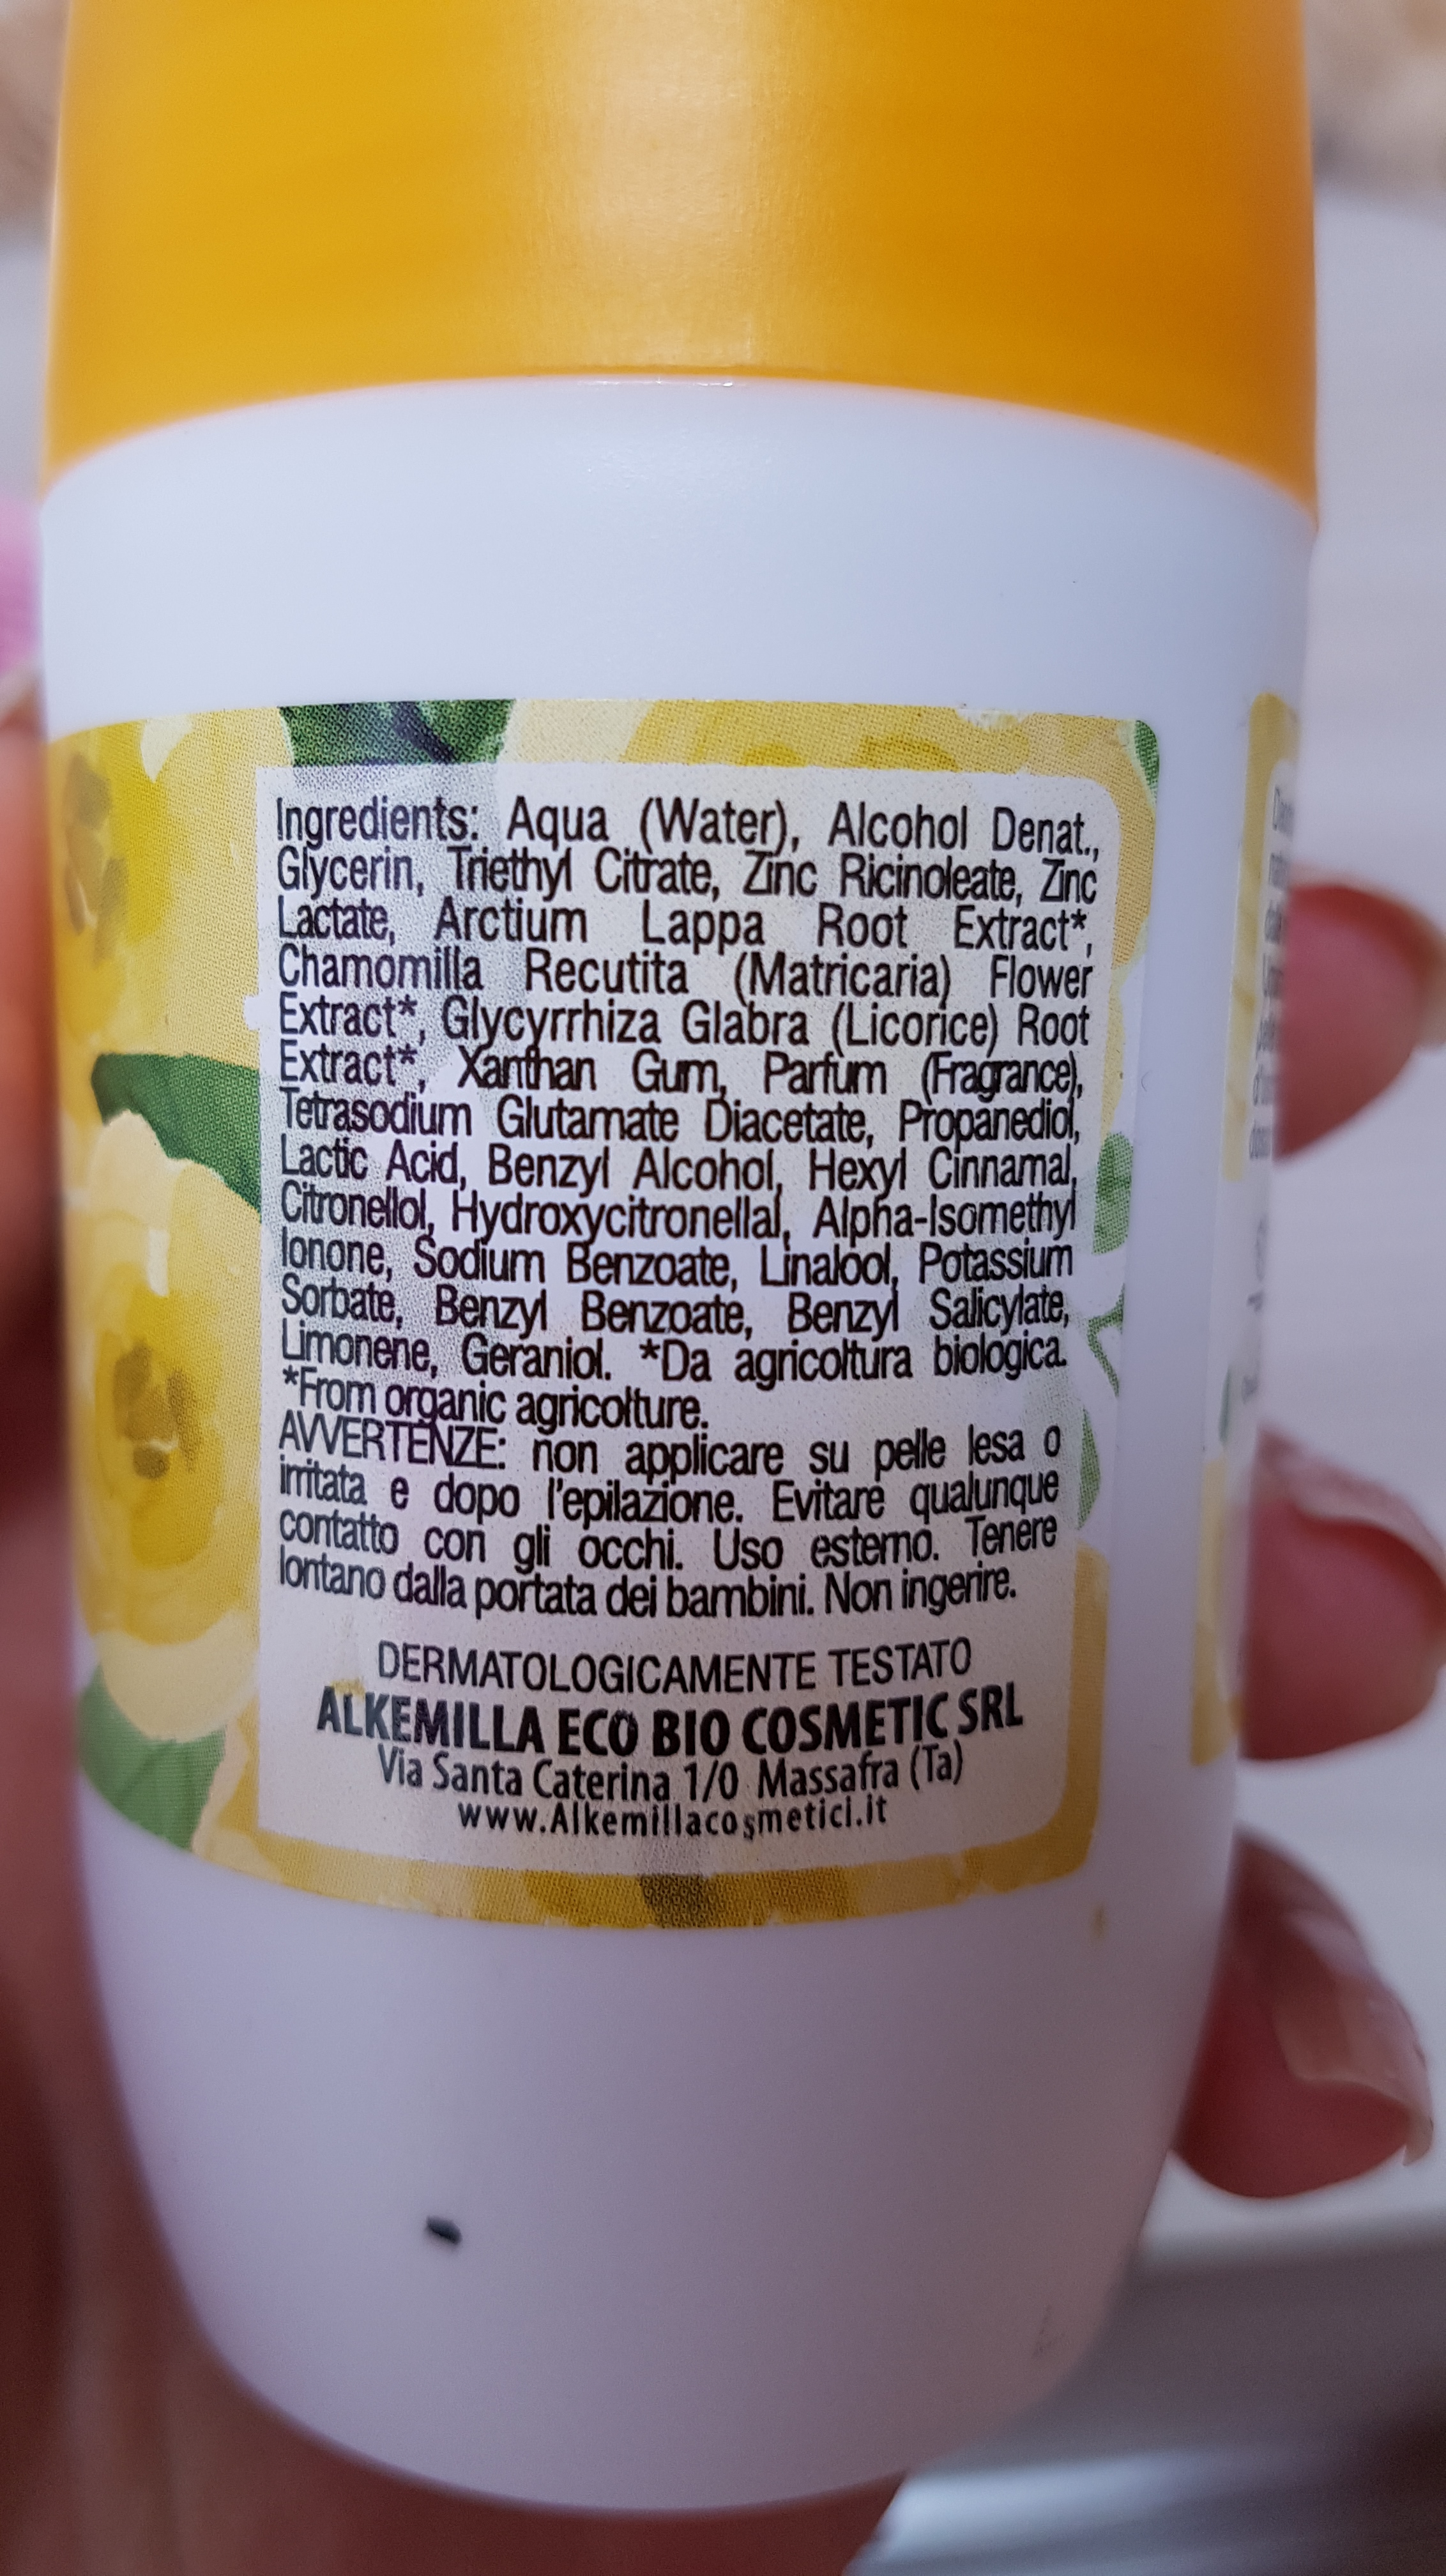 Ingredients: Aqua (Water), Alcohol Denat.,
Glycerin, Triethyl Citrate, Zinc Ricinoleate, Zinc
Lactate, Arctium Lappa Root Extract*,
Chamomilla Recutita (Matricaria) Flower
Extract*, Glycyrrhiza Glabra (Licorice) Root
Extract*, Xanthan Gum, Parfum (Fragrance),
Tetrasodium Glutamate Diacetate, Propanediol,
Lactic Acid, Benzyl Alcohol, Hexyl Cinnamal,
Citronellol, Hydroxycitronellal, Alpha-Isomethyl
Ionone, Sodium Benzoate, Linalool, Potassium
Sorbate, Benzyl Benzoate, Benzyl Salicylate,
Limonene, Geraniol. *Da agricoltura biologica.
*From organic agricolture.
AVVERTENZE: non applicare su pelle lesa o
irritata e dopo l'epilazione. Evitare qualunque
contatto con gli occhi. Uso esterno. Tenere
lontano dalla portata dei bambini. Non ingerire.
DERMATOLOGICAMENTE TESTATO
ALKEMILLA ECO BIO COSMETIC SRL
Via Santa Caterina 1/0 Massafra (Ta)
www.Alkemillacosmetici.it